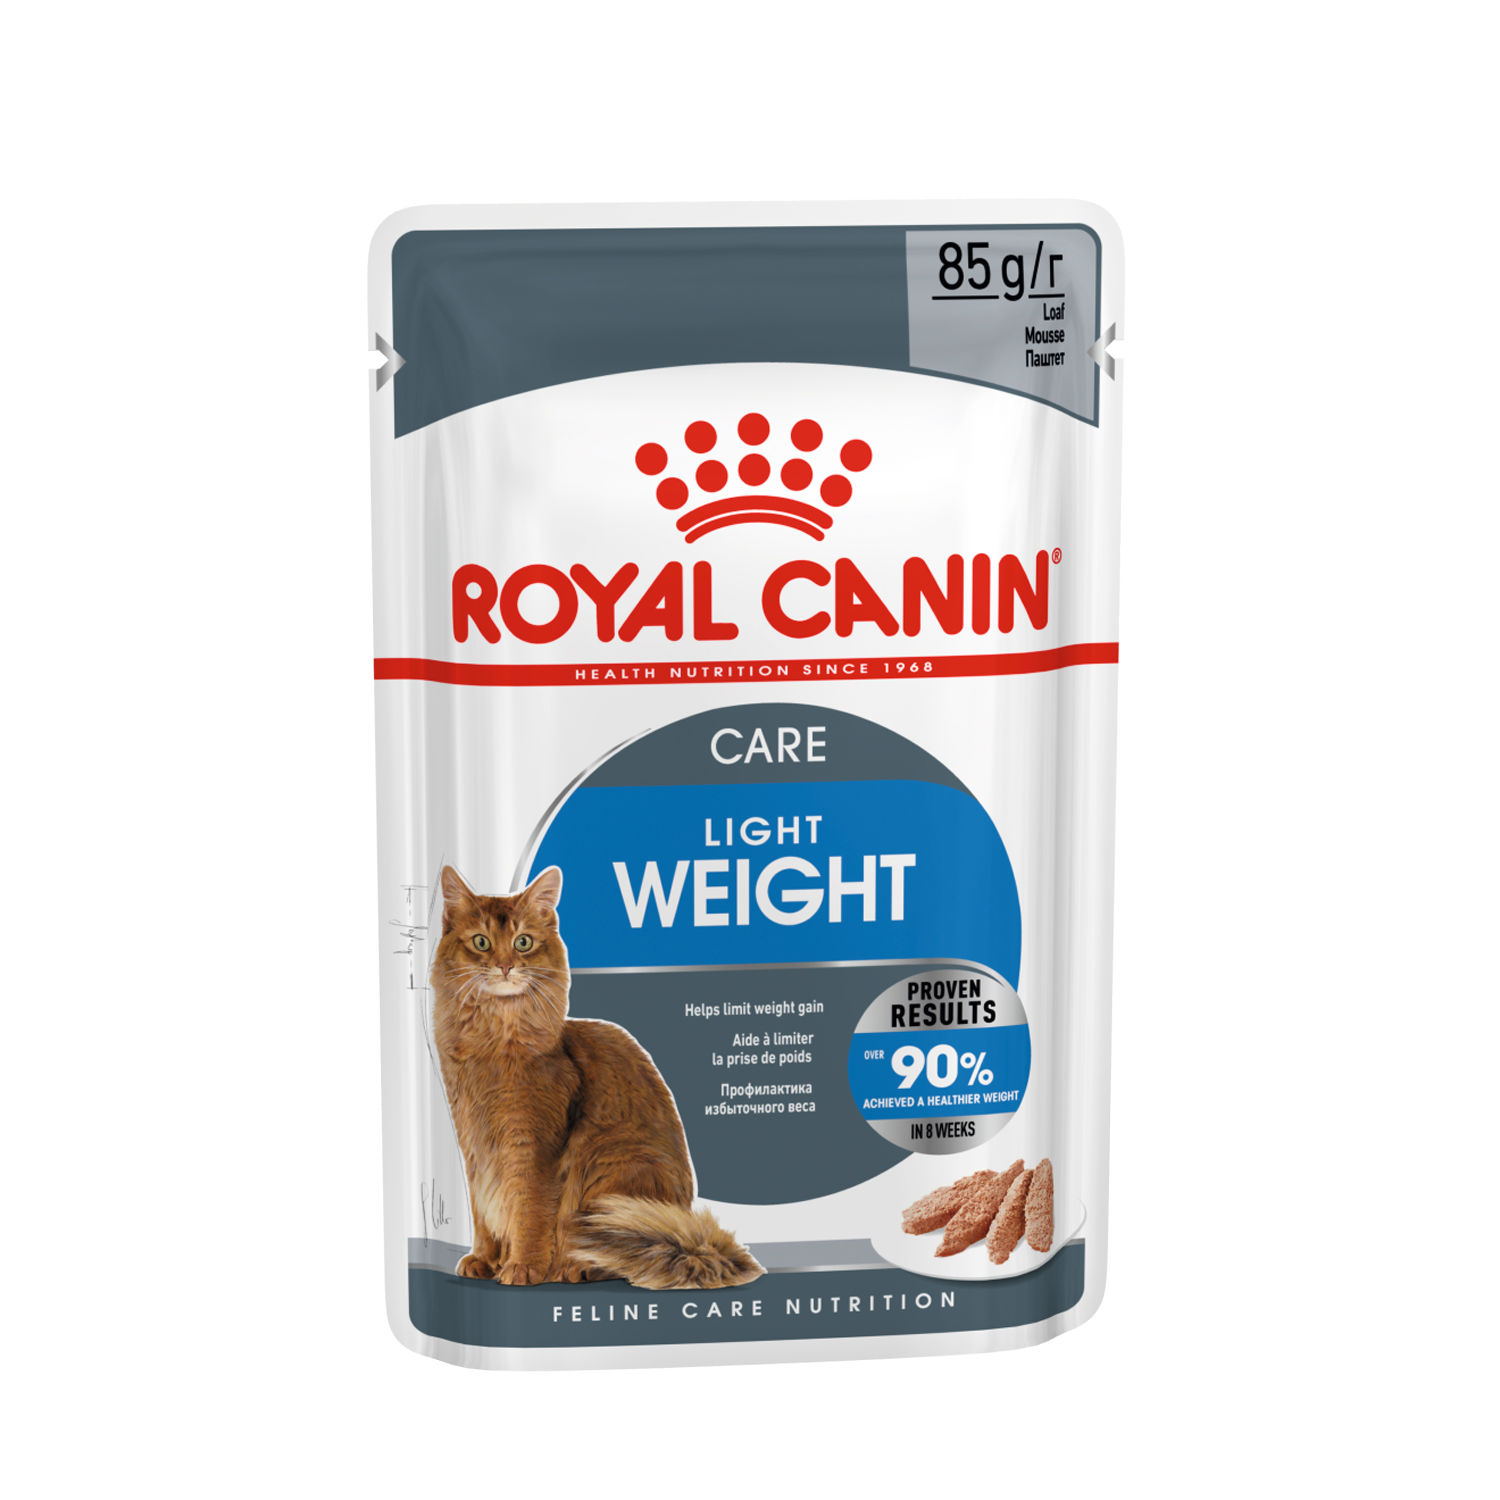 85 g/г
Loaf
Mousse
Паштет
ROYAL CANIN®
HEALTH NUTRITION SINCE 1968
CARE
LIGHT
WEIGHT
Helps limit weight gain
Aide à limiter
la prise de poids
Профилактика
избыточного веса
PROVEN
RESULTS
OVER 90%
ACHIEVED A HEALTHIER WEIGHT
IN 8 WEEKS
FELINE CARE NUTRITION